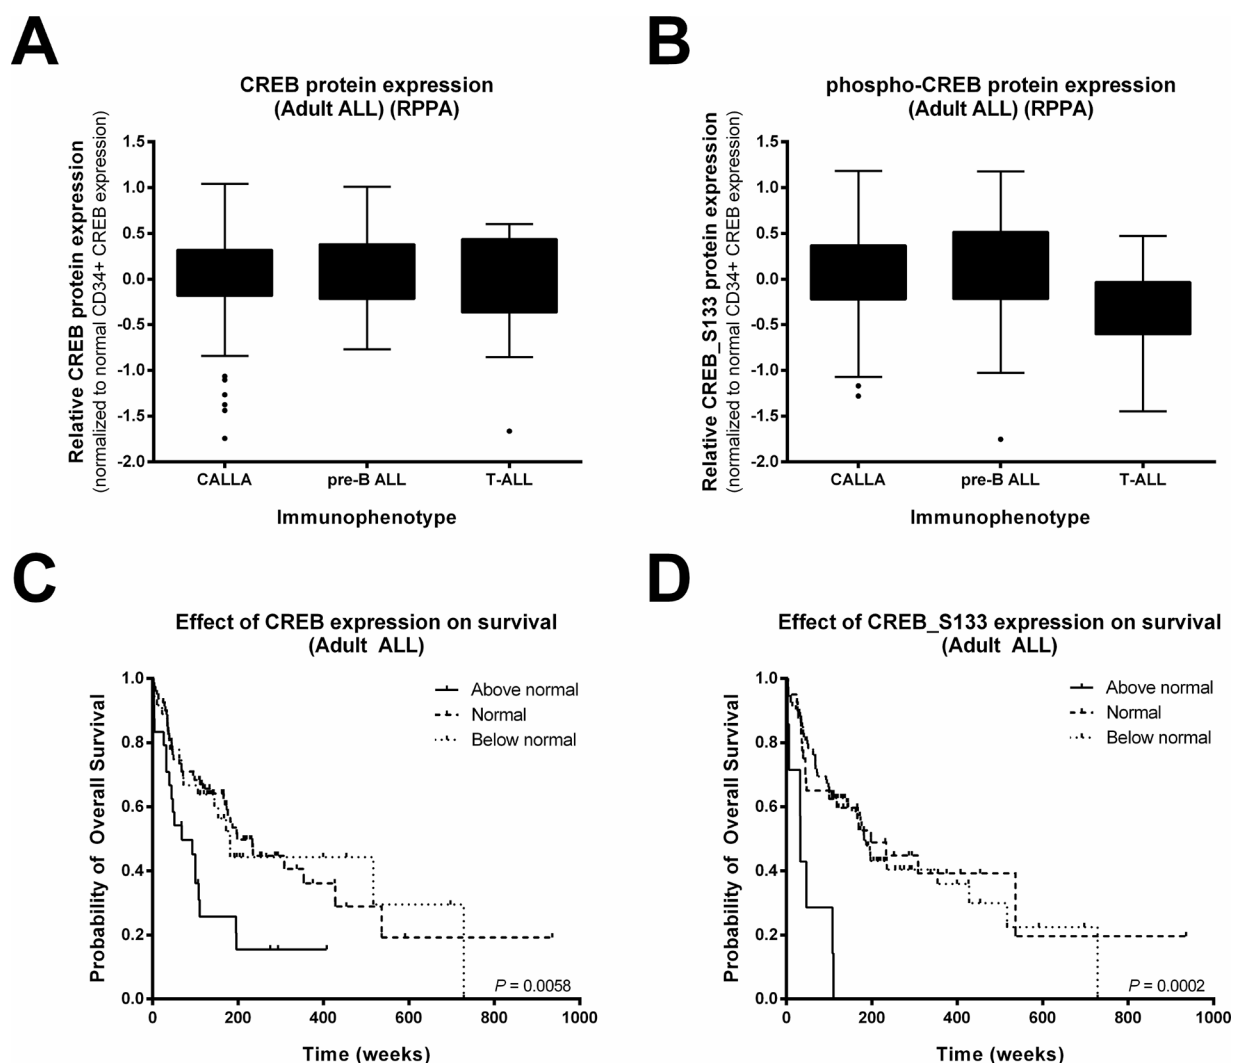 A
CREB protein expression
(Adult ALL) (RPPA)
Relative CREB protein expression
(normalized to normal CD34+ CREB expression)
1.5
1.0
0.5
0.0
-0.5
-1.0
-1.5
-2.0
CALLA
pre-B ALL
T-ALL
Immunophenotype
B
phospho-CREB protein expression
(Adult ALL) (RPPA)
Relative CREB_S133 protein expression
(normalized to normal CD34+ CREB expression)
1.5
1.0
0.5
0.0
-0.5
-1.0
-1.5
-2.0
CALLA
pre-B ALL
T-ALL
Immunophenotype
C
Effect of CREB expression on survival
(Adult ALL)
Probability of Overall Survival
1.0
0.8
0.6
0.4
0.2
0.0
Above normal
Normal
Below normal
P = 0.0058
0
200
400
600
800
1000
Time (weeks)
D
Effect of CREB_S133 expression on survival
(Adult ALL)
Probability of Overall Survival
1.0
0.8
0.6
0.4
0.2
0.0
Above normal
Normal
Below normal
P = 0.0002
0
200
400
600
800
1000
Time (weeks)